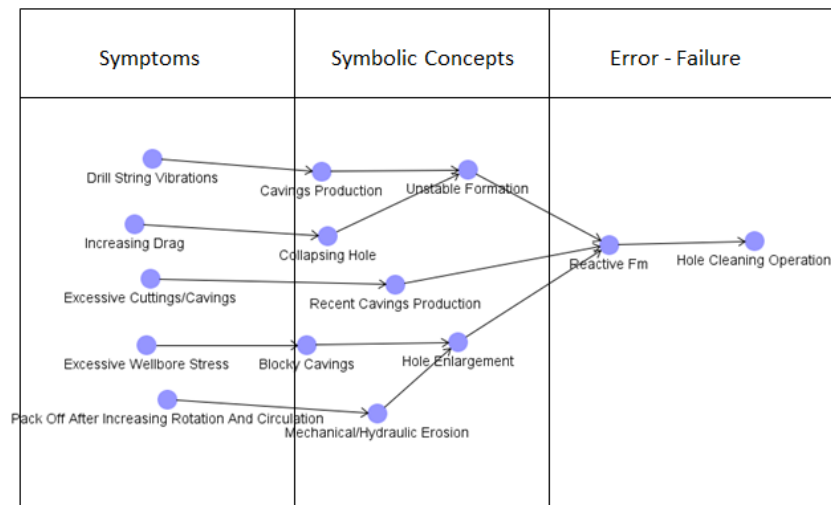 Symptoms
Symbolic Concepts
Error - Failure
Drill String Vibrations
Cavings Production
Unstable Formation
Increasing Drag
Collapsing Hole
Reactive Fm
Hole Cleaning Operation
Excessive Cuttings/Cavings
Recent Cavings Production
Excessive Wellbore Stress
Blocky Cavings
Hole Enlargement
Pack Off After Increasing Rotation And Circulation
Mechanical/Hydraulic Erosion